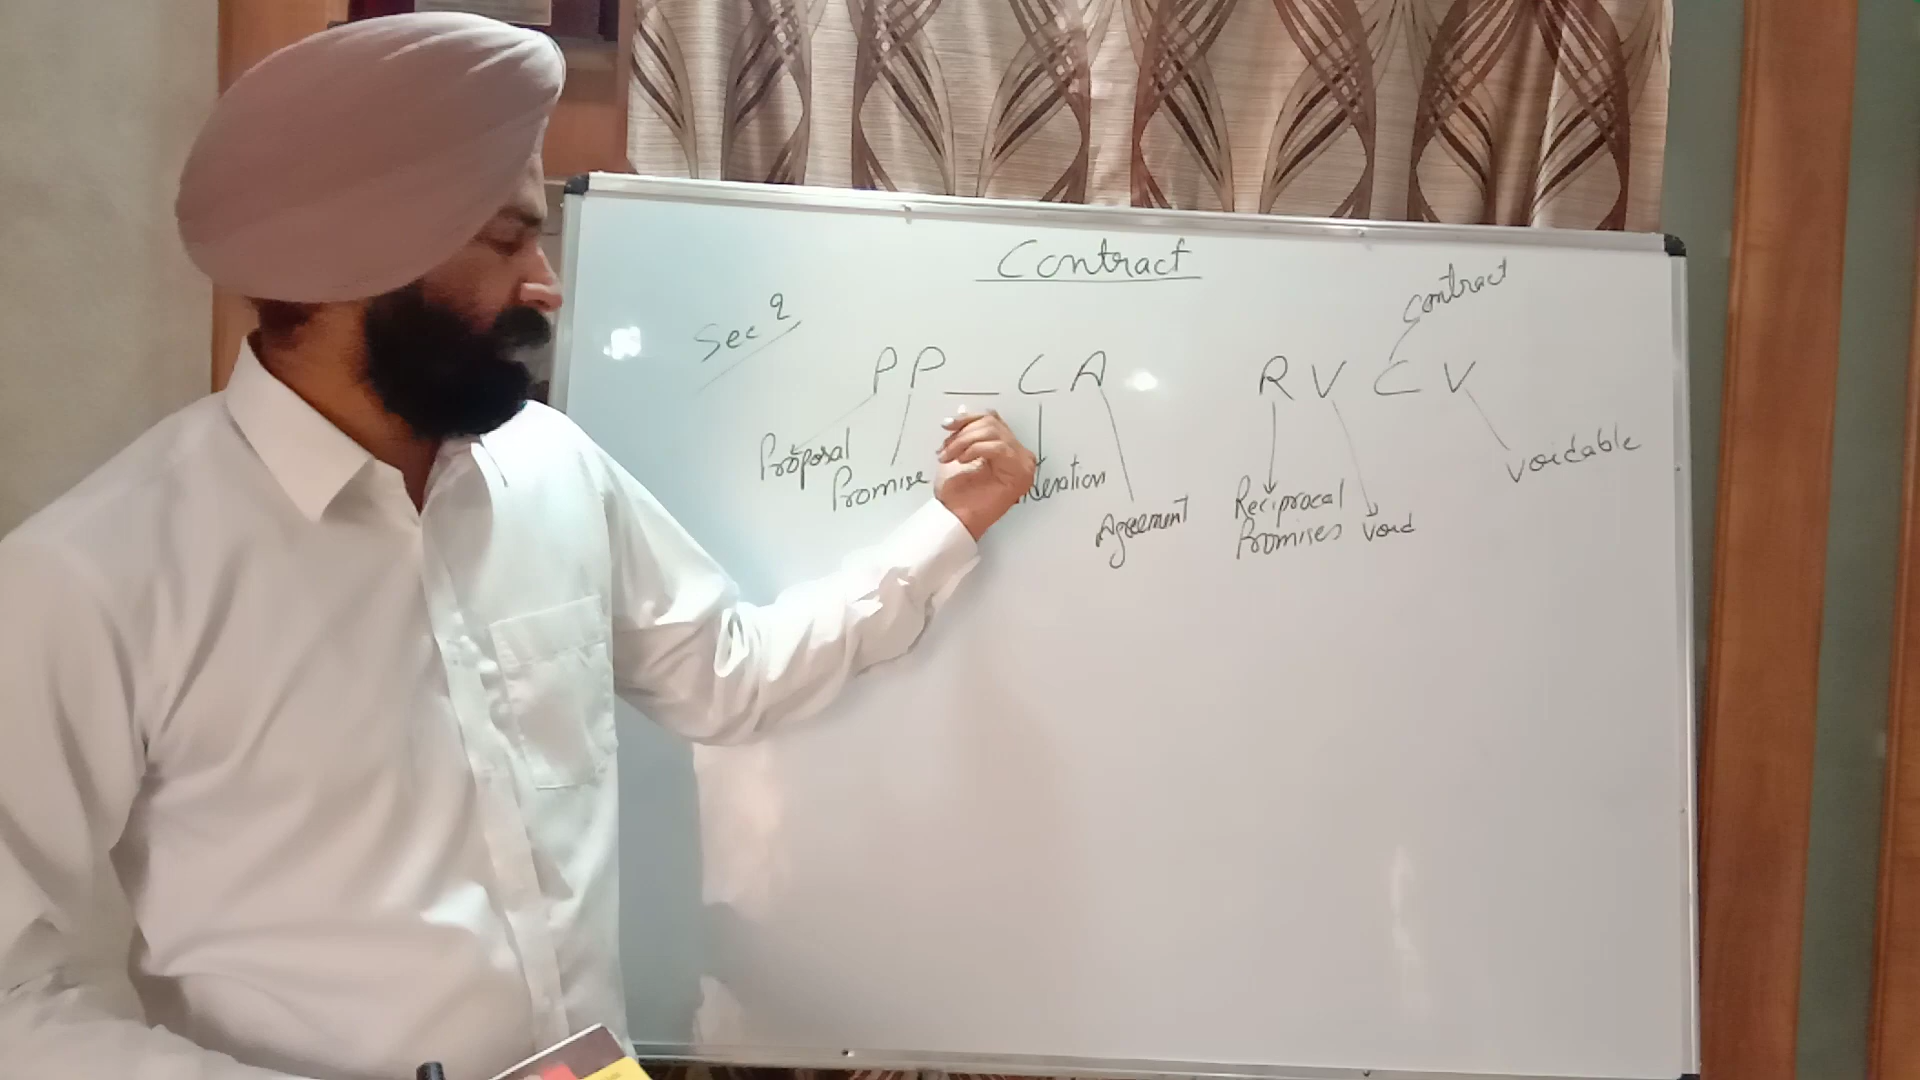 Contract
Sec 2
Contract
P P _ C A
R V C V
Proposal
Promise
Agreement
Reciprocal
Promises
Void
Voidable